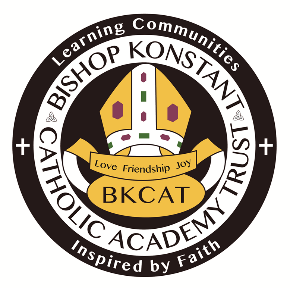 Learning Communities
BISHOP KONSTANT
CATHOLIC ACADEMY TRUST
Love Friendship Joy
BKCAT
Inspired by Faith